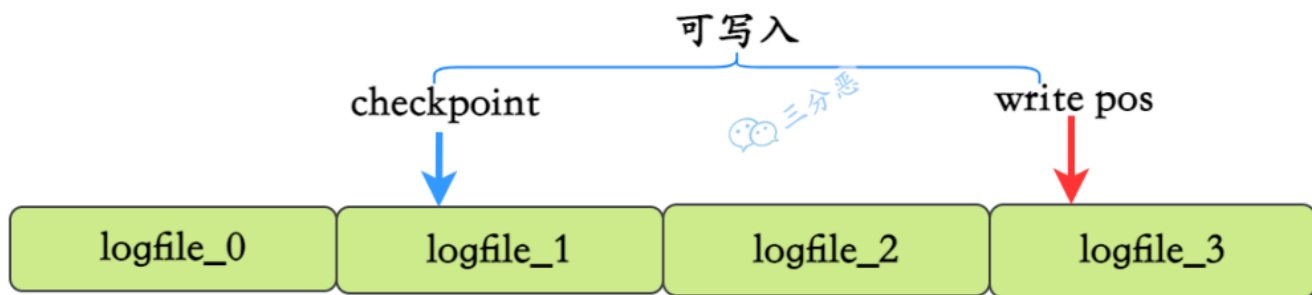 可写入
checkpoint
write pos
三分恶
logfile_0
logfile_1
logfile_2
logfile_3